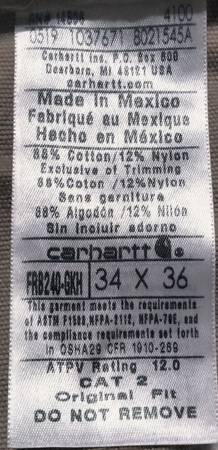 RN# 14806 4100
0519 1037671 8021545A
Carhartt Inc. P.O. Box 600
Dearborn, MI 48121 USA
carhartt.com
Made in Mexico
Fabriqué au Mexique
Hecho en México
88% Cotton/12% Nylon
Exclusive of Trimming
88%Coton /12% Nylon
Sans garniture
88% Algodón /12% Nilón
Sin incluir adorno
carhartt
FRB240-GKH 34 X 36
This garment meets the requirements
of ASTM F1506,NFPA-2112, NFPA-70E, and
the compliance requirements set forth
in OSHA29 CFR 1910-269
ATPV Rating 12.0
CAT 2
Original Fit
DO NOT REMOVE